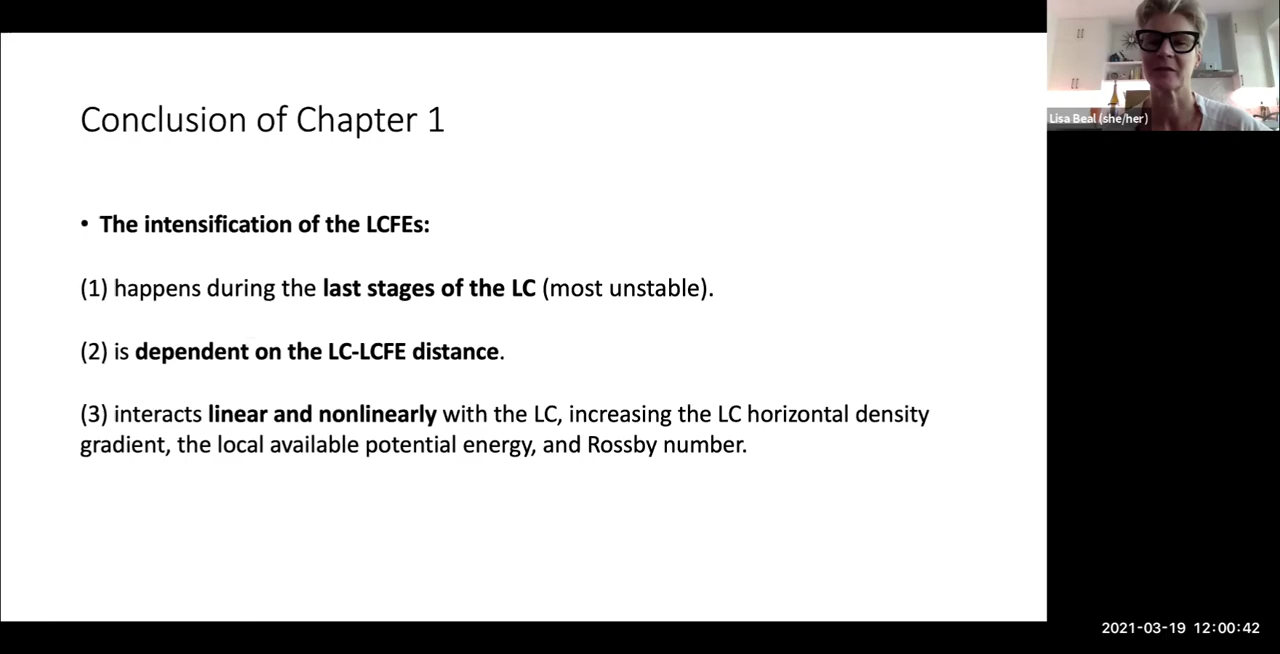 Conclusion of Chapter 1
• The intensification of the LCFEs:
(1) happens during the last stages of the LC (most unstable).
(2) is dependent on the LC-LCFE distance.
(3) interacts linear and nonlinearly with the LC, increasing the LC horizontal density
gradient, the local available potential energy, and Rossby number.
Lisa Beal (she/her)
2021-03-19 12:00:42